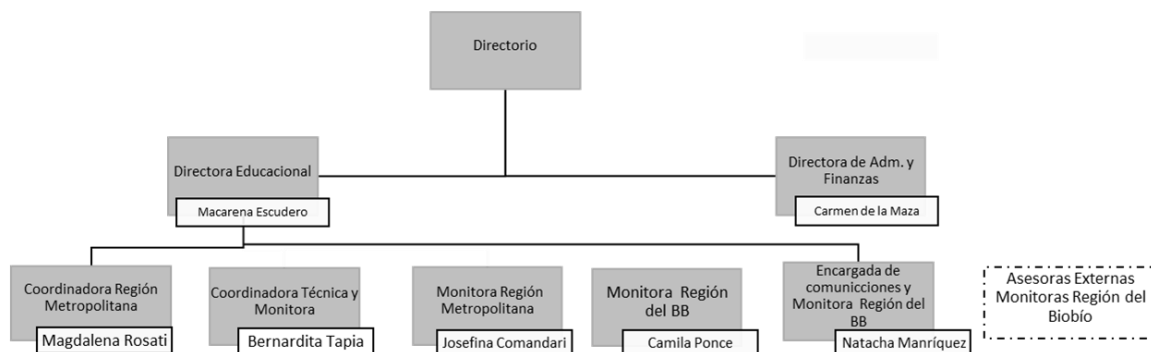 Directorio
Directora Educacional
Macarena Escudero
Directora de Adm. y
Finanzas
Carmen de la Maza
Coordinadora Región
Metropolitana
Magdalena Rosati
Coordinadora Técnica y
Monitora
Bernardita Tapia
Monitora Región
Metropolitana
Josefina Comandari
Monitora Región
del BB
Camila Ponce
Encargada de
comunicciones y
Monitora Región del
BB
Natacha Manríquez
Asesoras Externas
Monitoras Región del
Biobío